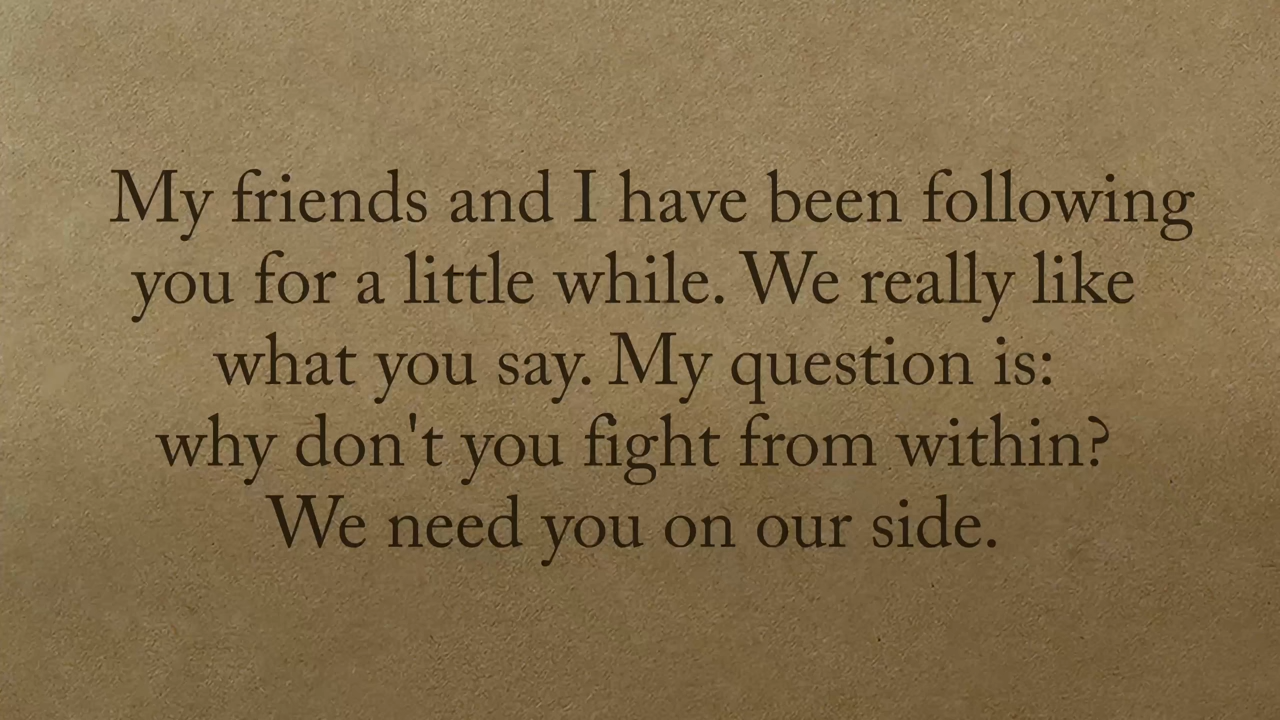 My friends and I have been following
you for a little while. We really like
what you say. My question is:
why don't you fight from within?
We need you on our side.